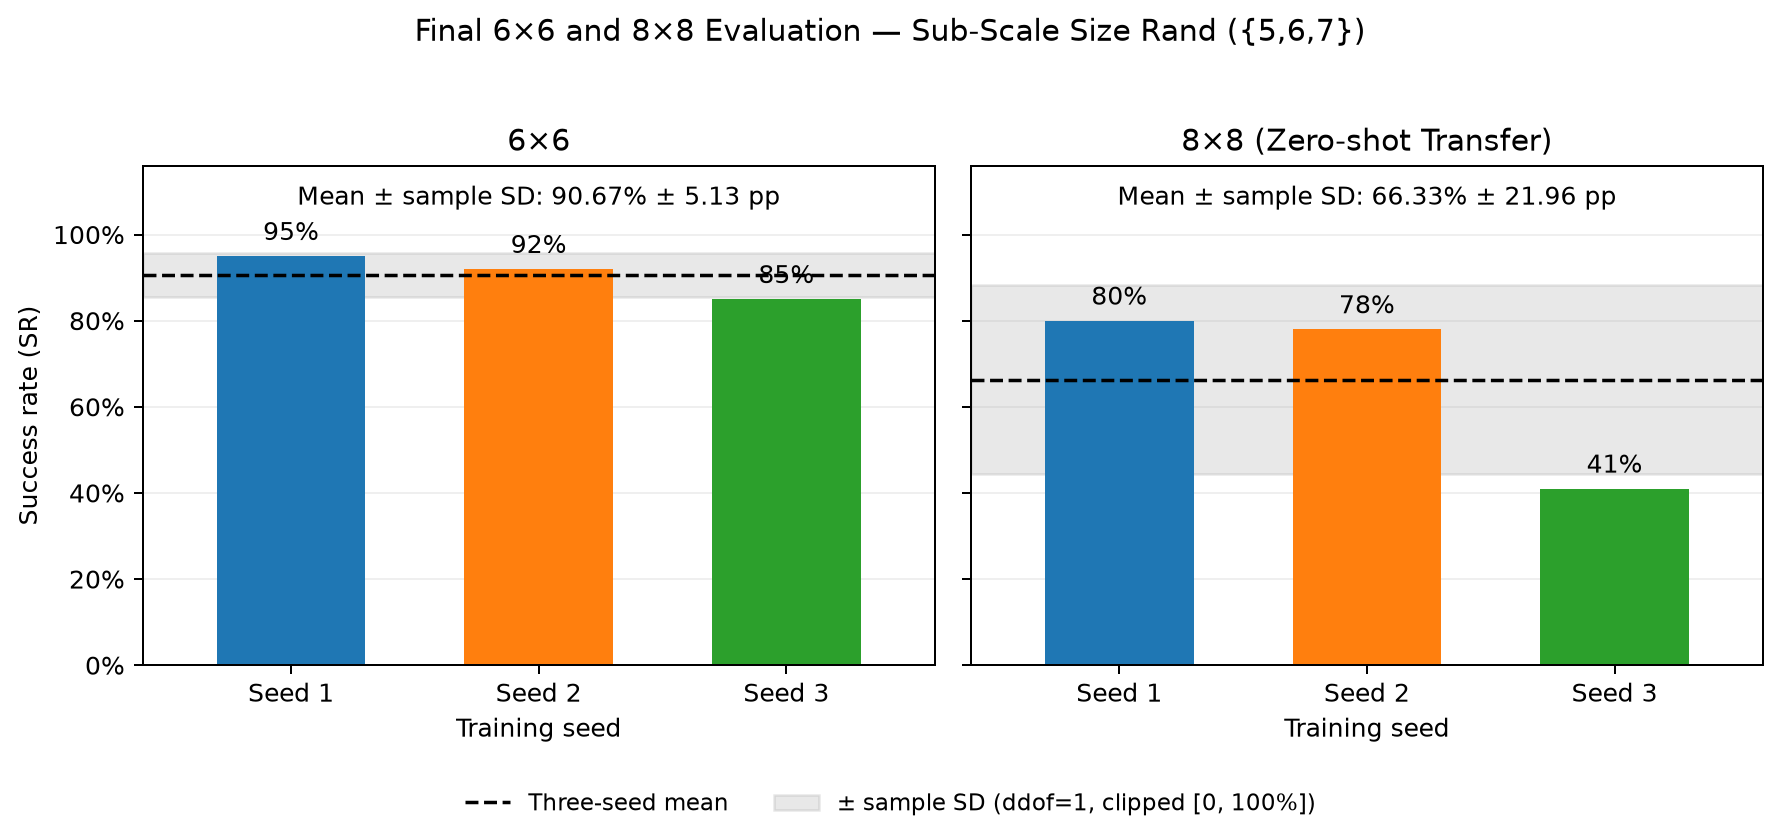 Final 6×6 and 8×8 Evaluation — Sub-Scale Size Rand ({5,6,7})
6×6
Mean ± sample SD: 90.67% ± 5.13 pp
Success rate (SR)
100%
80%
60%
40%
20%
0%
95%
92%
85%
Seed 1
Seed 2
Seed 3
Training seed
8×8 (Zero-shot Transfer)
Mean ± sample SD: 66.33% ± 21.96 pp
80%
78%
41%
Seed 1
Seed 2
Seed 3
Training seed
Three-seed mean
± sample SD (ddof=1, clipped [0, 100%])